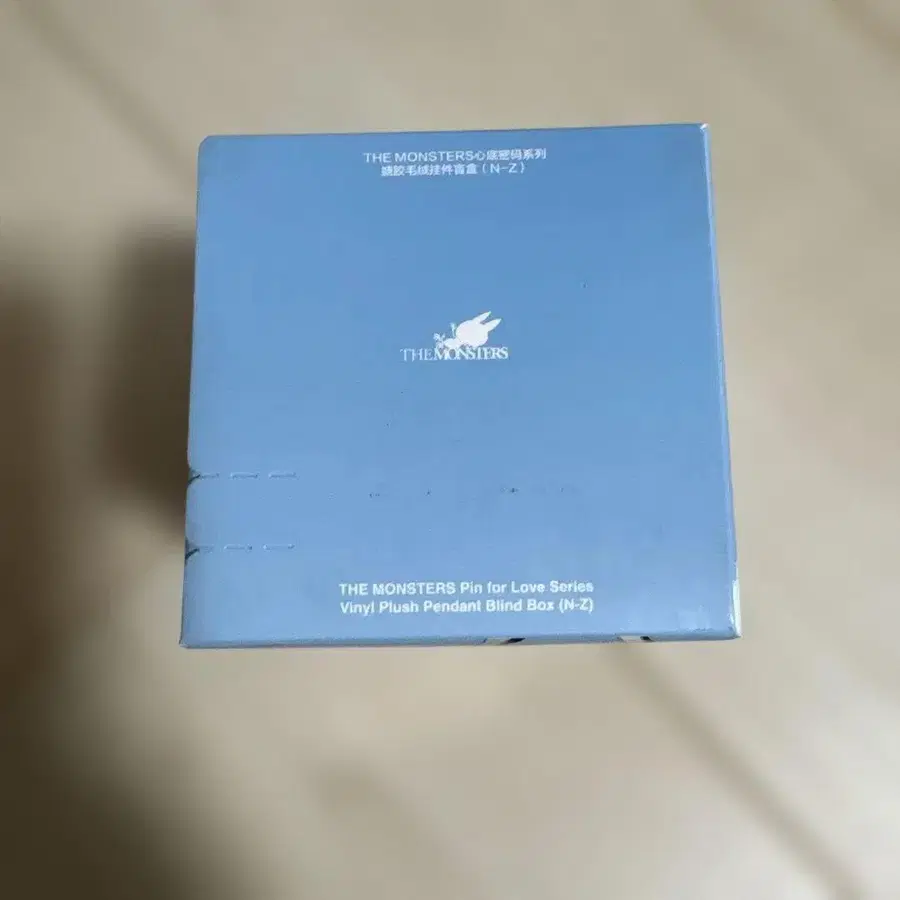 THE MONSTERS心底密码系列
搪胶毛绒挂件盲盒（N-Z）
THE MONSTERS
THE MONSTERS Pin for Love Series
Vinyl Plush Pendant Blind Box (N-Z)